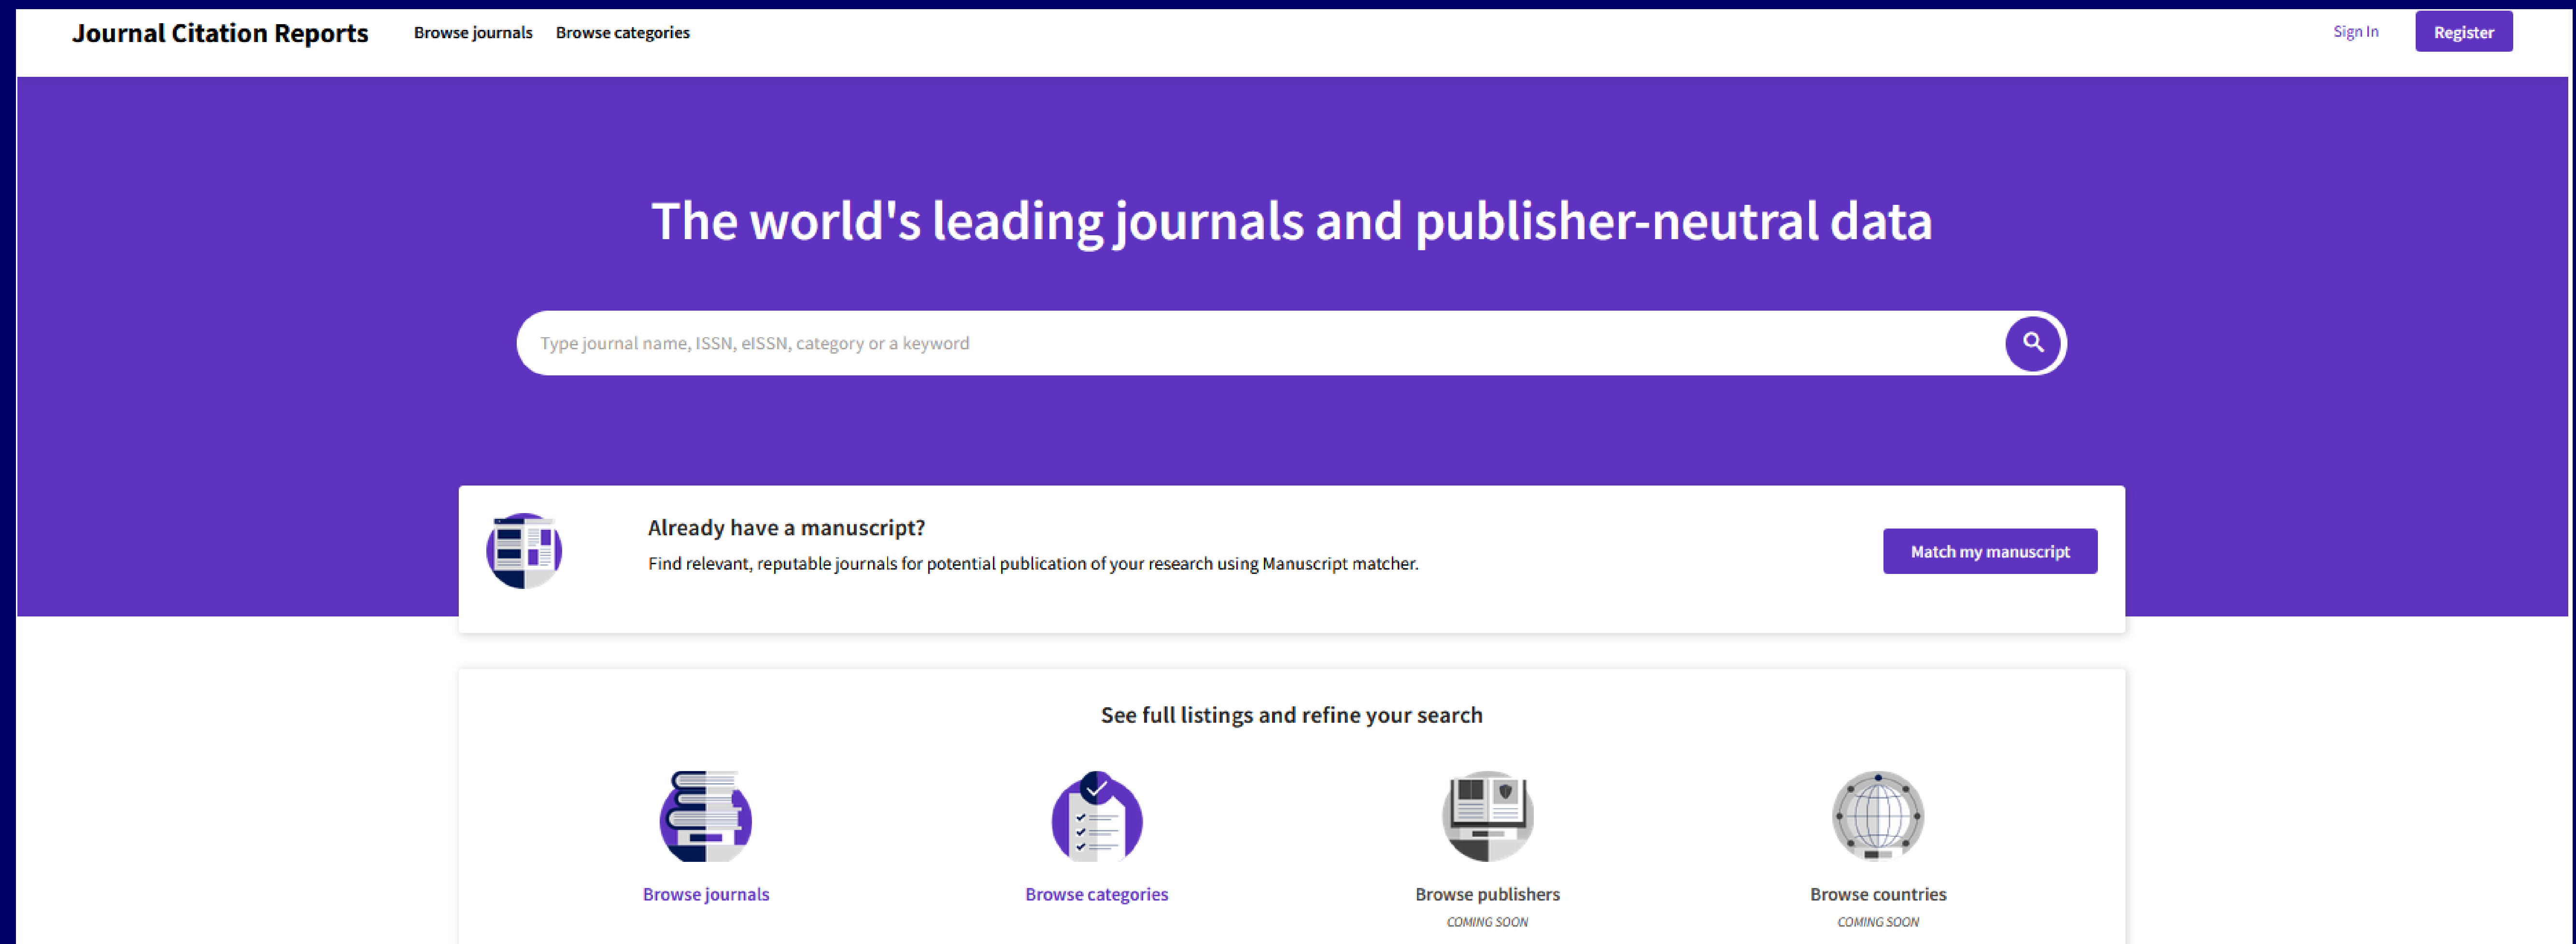 Journal Citation Reports
Browse journals
Browse categories
Sign In
Register
The world's leading journals and publisher-neutral data
Type journal name, ISSN, eISSN, category or a keyword
Already have a manuscript?
Find relevant, reputable journals for potential publication of your research using Manuscript matcher.
Match my manuscript
See full listings and refine your search
Browse journals
Browse categories
Browse publishers
COMING SOON
Browse countries
COMING SOON